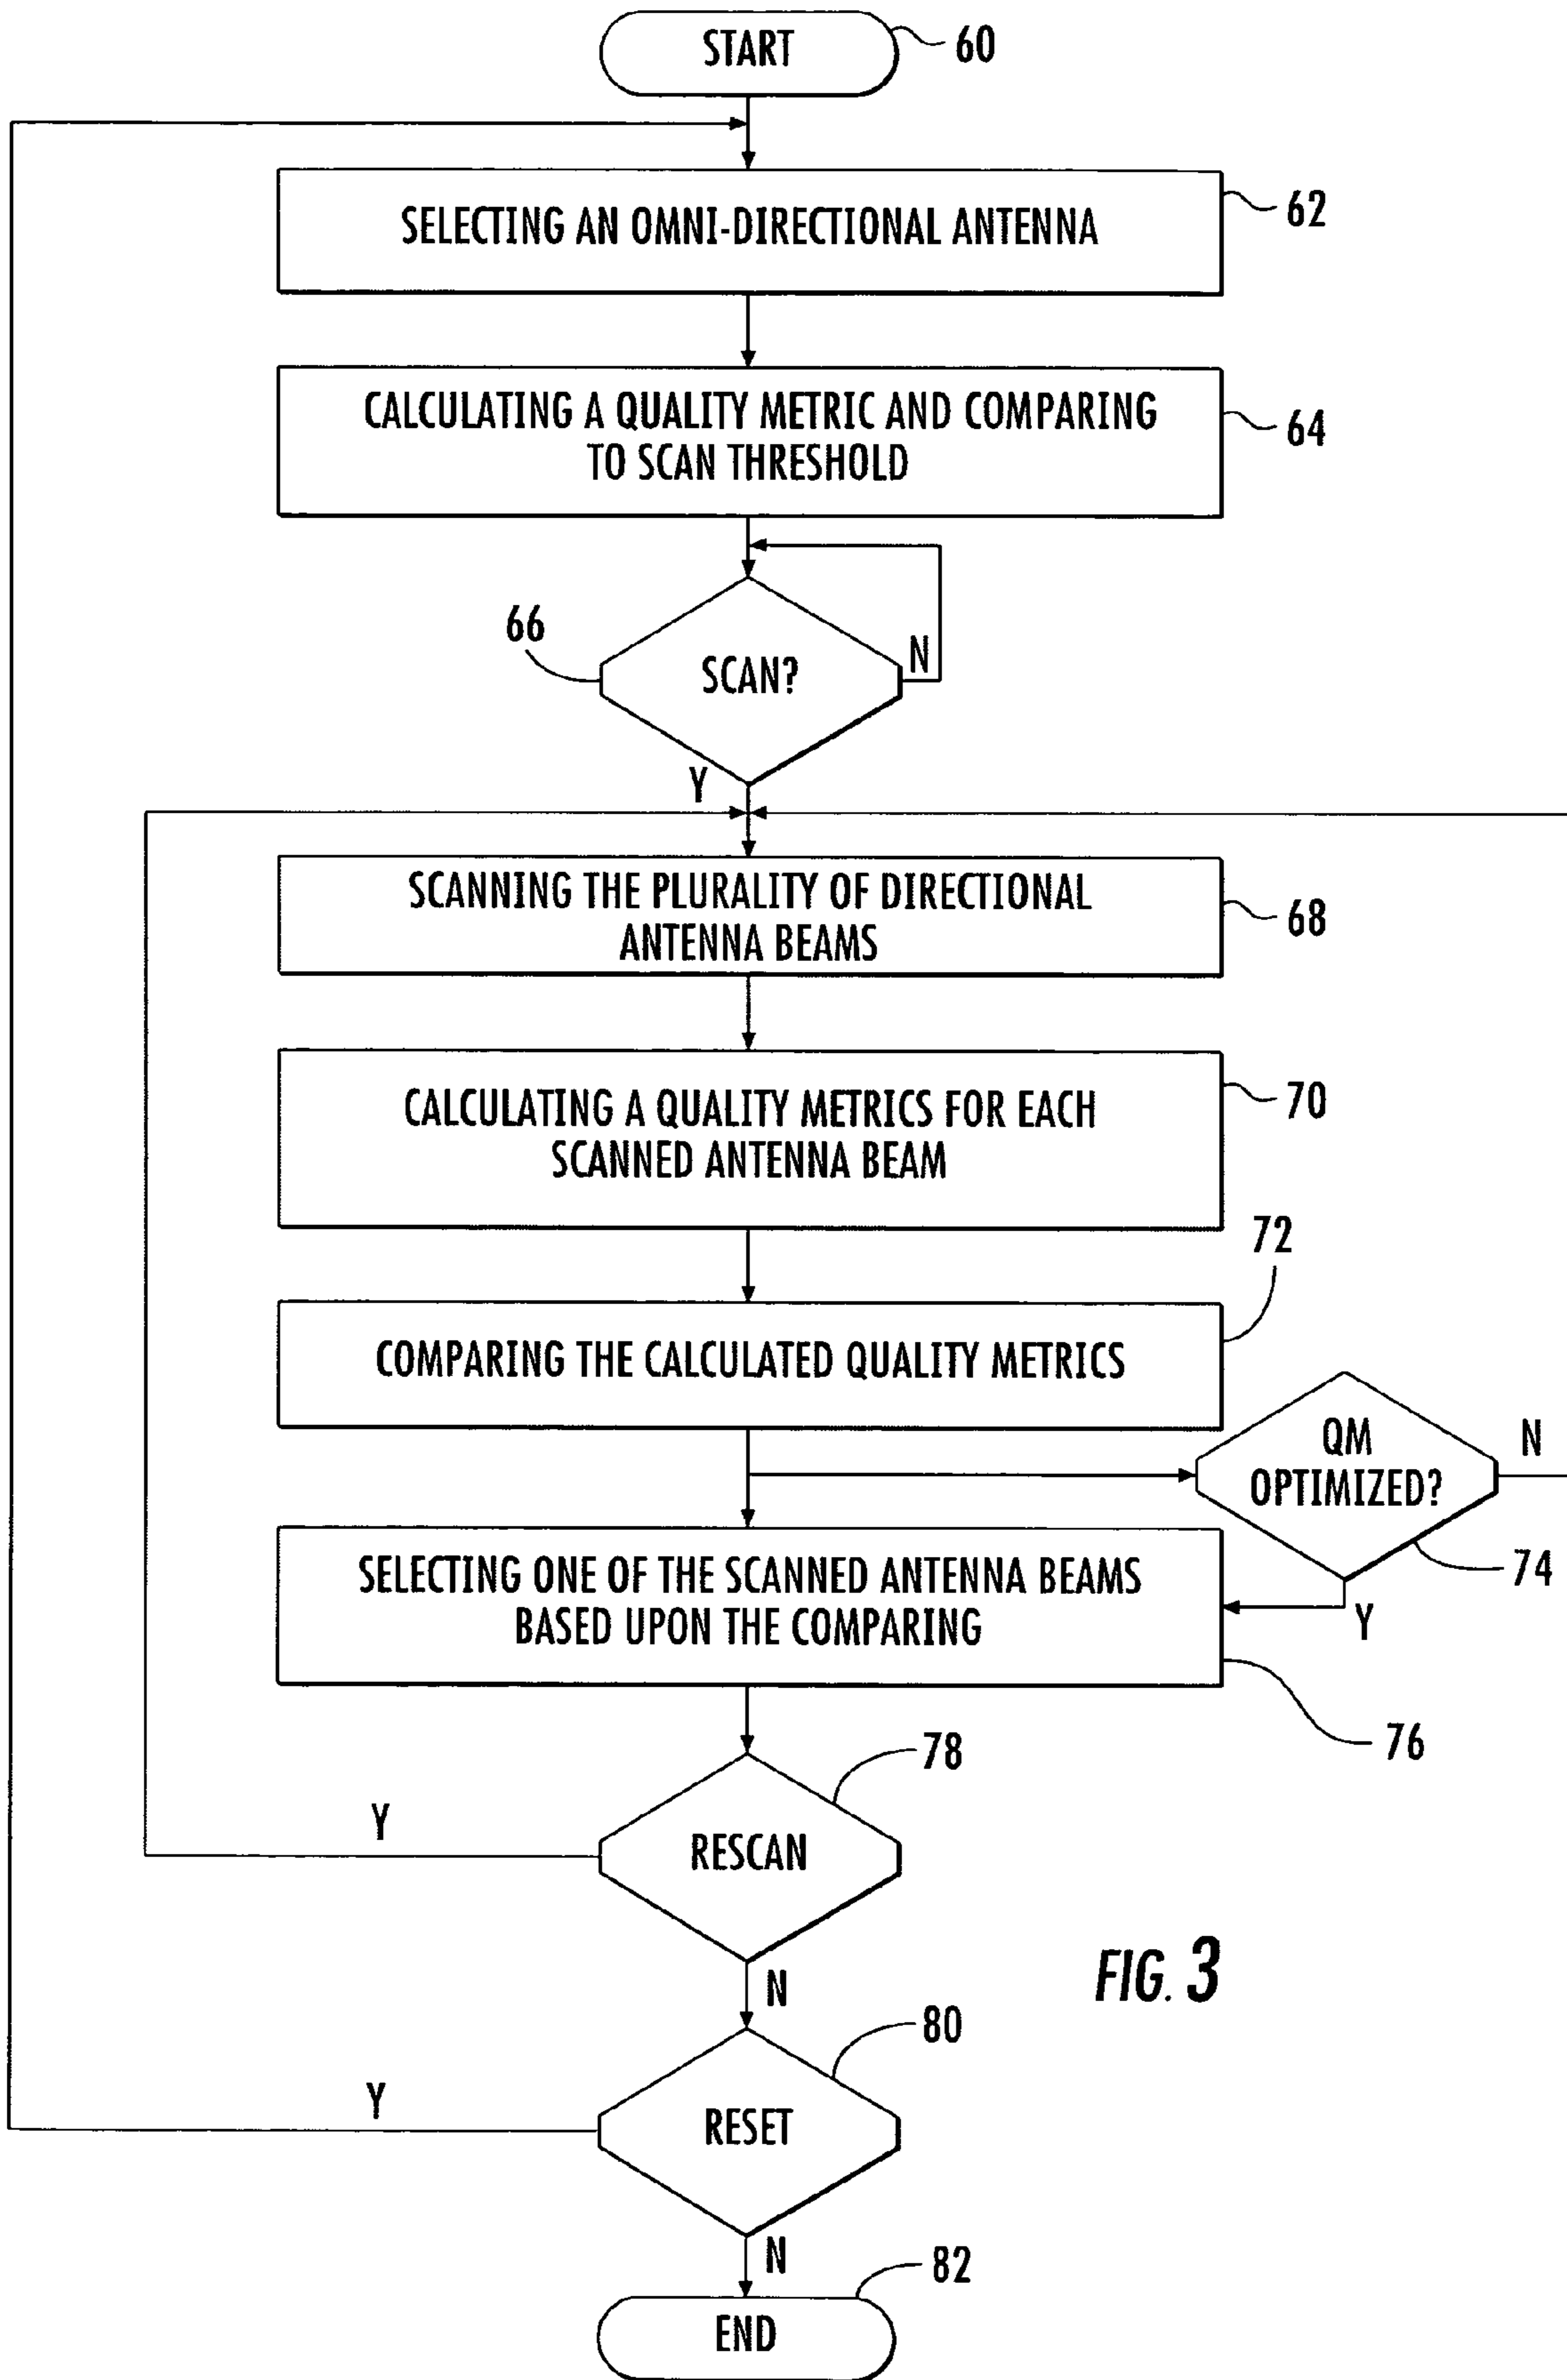 START
60
SELECTING AN OMNI-DIRECTIONAL ANTENNA
62
CALCULATING A QUALITY METRIC AND COMPARING
TO SCAN THRESHOLD
64
66
SCAN?
N
Y
SCANNING THE PLURALITY OF DIRECTIONAL
ANTENNA BEAMS
68
CALCULATING A QUALITY METRICS FOR EACH
SCANNED ANTENNA BEAM
70
72
COMPARING THE CALCULATED QUALITY METRICS
QM
OPTIMIZED?
N
74
Y
SELECTING ONE OF THE SCANNED ANTENNA BEAMS
BASED UPON THE COMPARING
76
78
RESCAN
Y
N
FIG. 3
80
RESET
Y
N
82
END